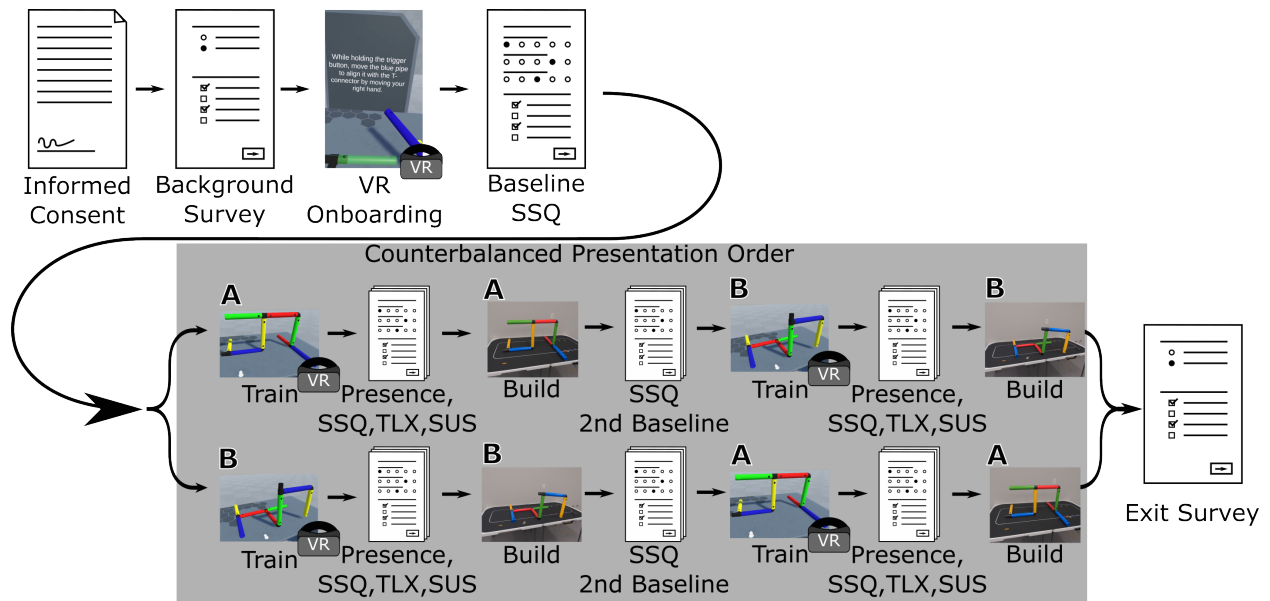 While holding the trigger
button, move the blue pipe
to align it with the T-
connector by moving your
right hand.
VR
Informed
Consent
Background
Survey
VR
Onboarding
Baseline
SSQ
Counterbalanced Presentation Order
A
A
B
B
VR
VR
Train
Presence,
SSQ,TLX,SUS
Build
SSQ
2nd Baseline
Train
Presence,
SSQ,TLX,SUS
Build
B
B
A
A
VR
VR
Train
Presence,
SSQ,TLX,SUS
Build
SSQ
2nd Baseline
Train
Presence,
SSQ,TLX,SUS
Build
Exit Survey